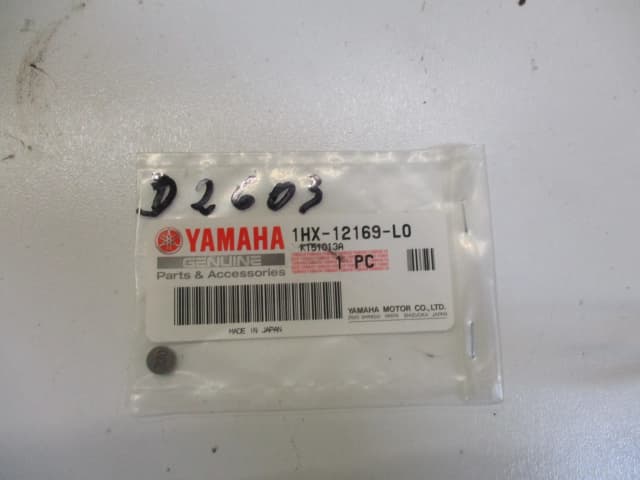 D2603
YAMAHA 1HX-12169-L0
KT51013A
GENUINE
1 PC
Parts & Accessories
YAMAHA MOTOR CO., LTD.
MADE IN JAPAN